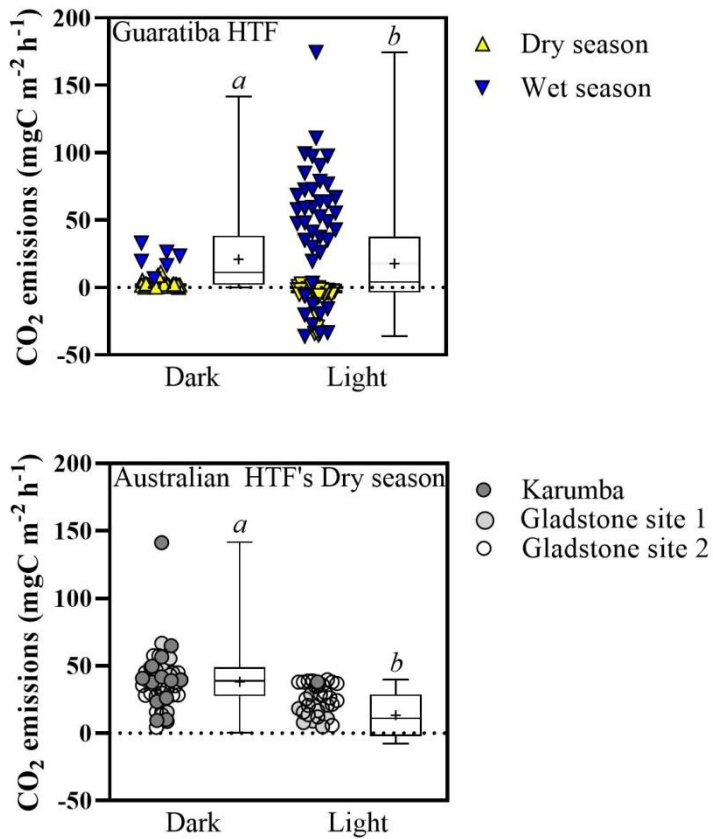 Guaratiba HTF
CO₂ emissions (mgC m⁻² h⁻¹)
200
150
100
50
0
-50
a
b
Dark
Light
Dry season
Wet season
Australian HTF's Dry season
CO₂ emissions (mgC m⁻² h⁻¹)
200
150
100
50
0
-50
a
b
Dark
Light
Karumba
Gladstone site 1
Gladstone site 2